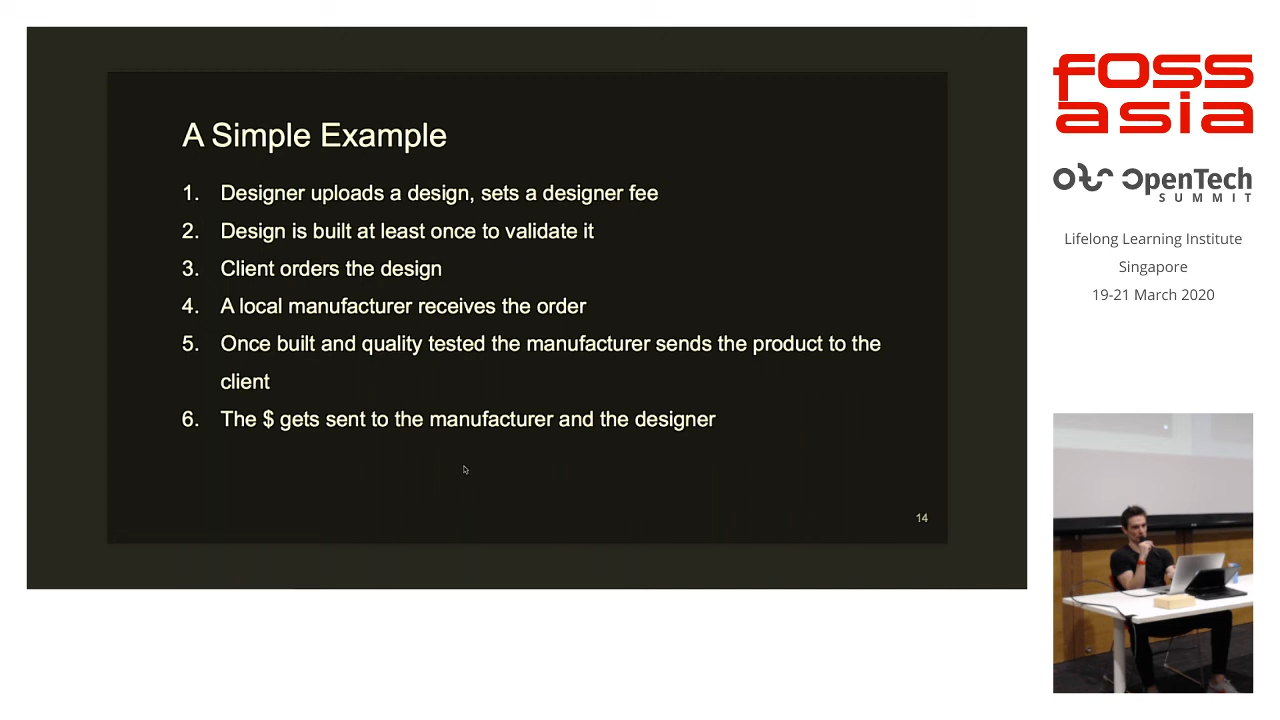 A Simple Example
1. Designer uploads a design, sets a designer fee
2. Design is built at least once to validate it
3. Client orders the design
4. A local manufacturer receives the order
5. Once built and quality tested the manufacturer sends the product to the
client
6. The $ gets sent to the manufacturer and the designer
14
foss
asia
OpenTech
SUMMIT
Lifelong Learning Institute
Singapore
19-21 March 2020